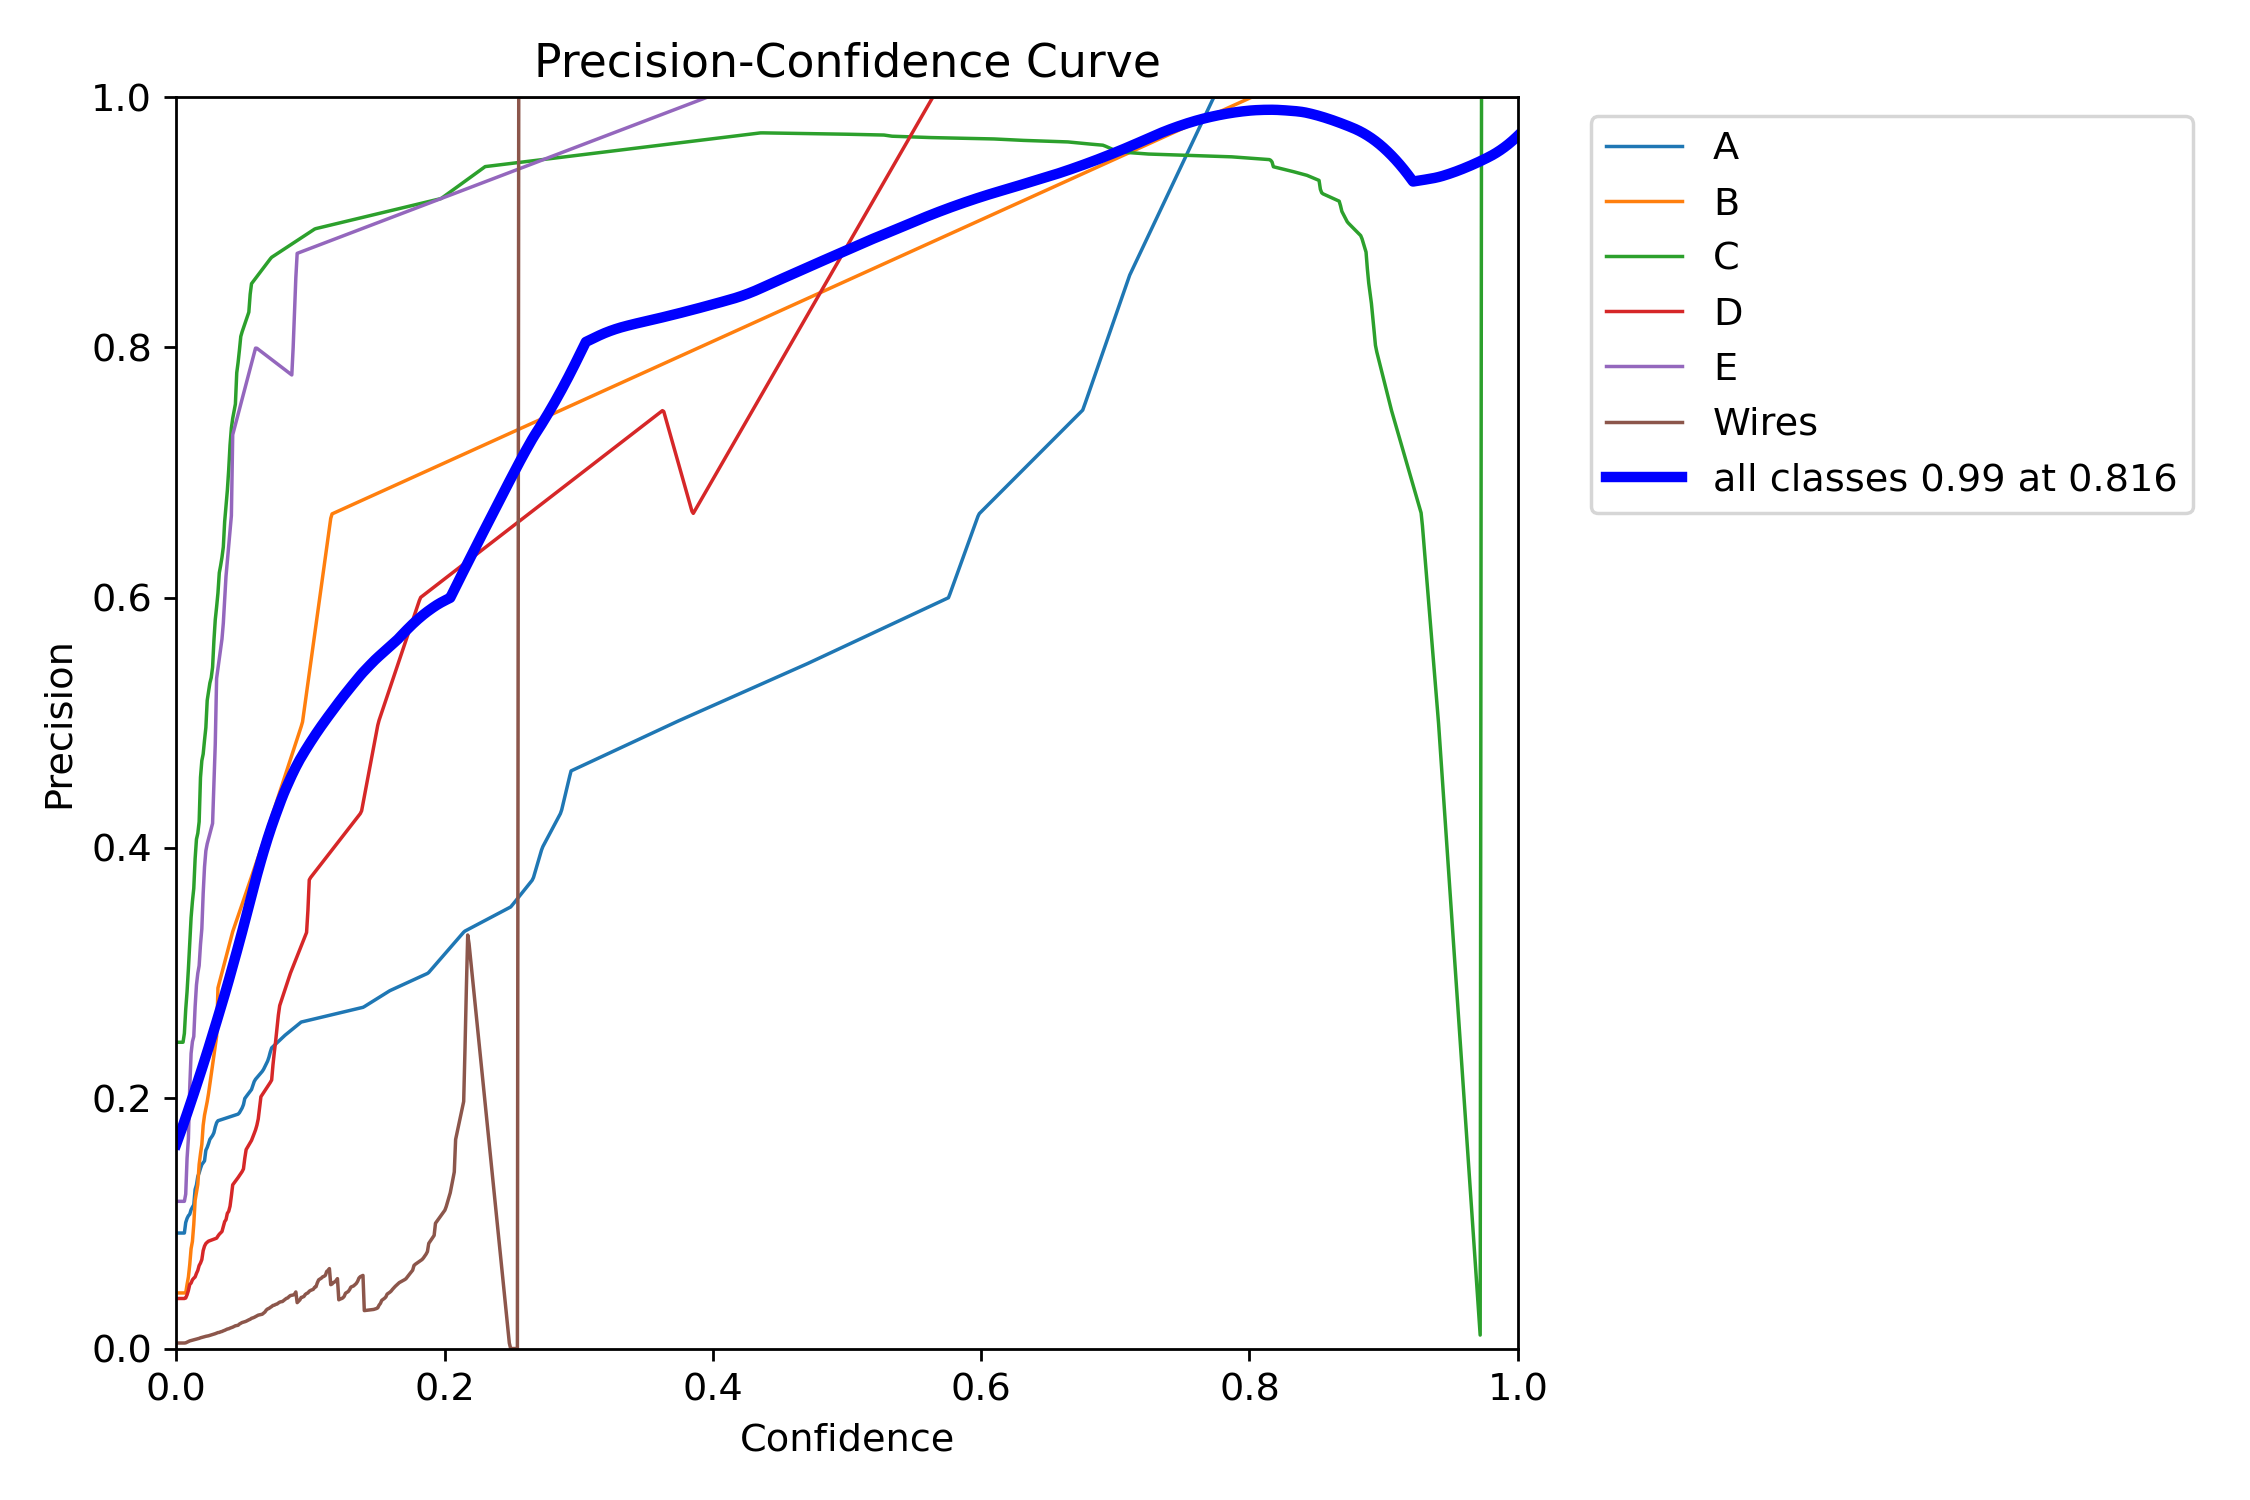 Precision-Confidence Curve
1.0
0.8
0.6
0.4
0.2
0.0
Precision
0.0 0.2 0.4 0.6 0.8 1.0
Confidence
A
B
C
D
E
Wires
all classes 0.99 at 0.816